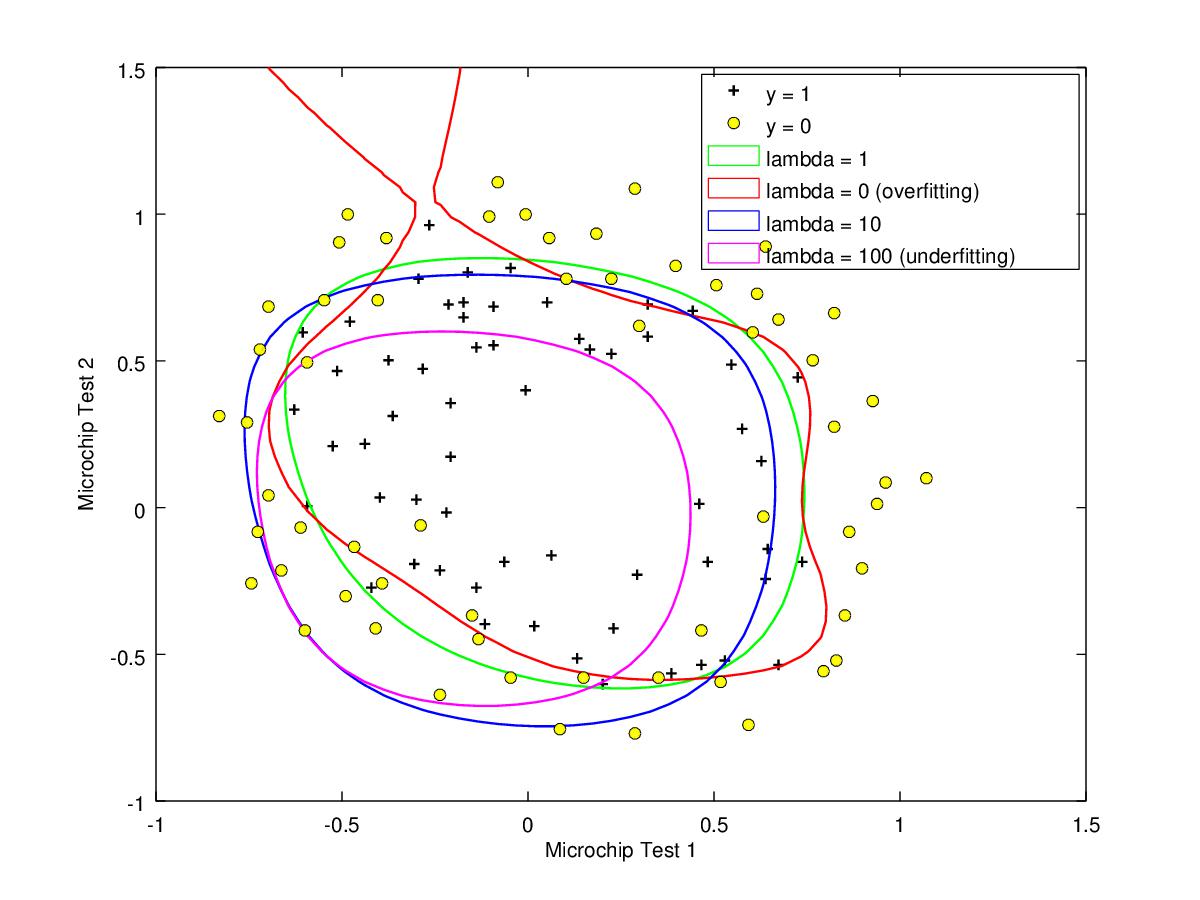 1.5
y = 1
y = 0
lambda = 1
lambda = 0 (overfitting)
lambda = 10
lambda = 100 (underfitting)
1
0.5
Microchip Test 2
0
-0.5
-1
-1 -0.5 0 0.5 1 1.5
Microchip Test 1